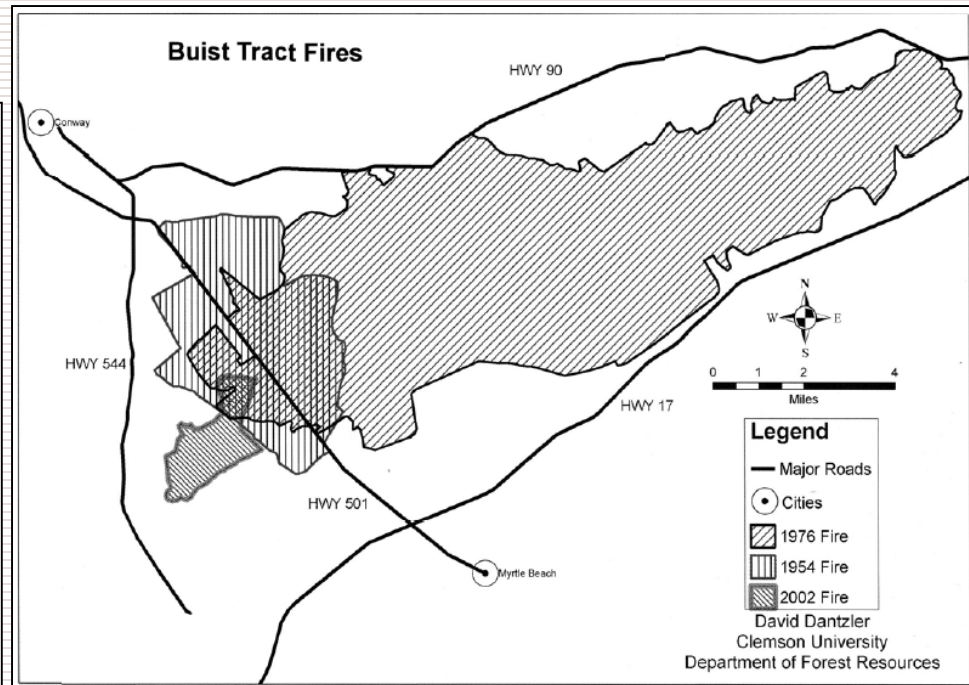 Buist Tract Fires
HWY 90
Conway
HWY 544
N
W E
S
0 1 2 4
Miles
HWY 17
HWY 501
Myrtle Beach
Legend
Major Roads
Cities
1976 Fire
1954 Fire
2002 Fire
David Dantzler
Clemson University
Department of Forest Resources